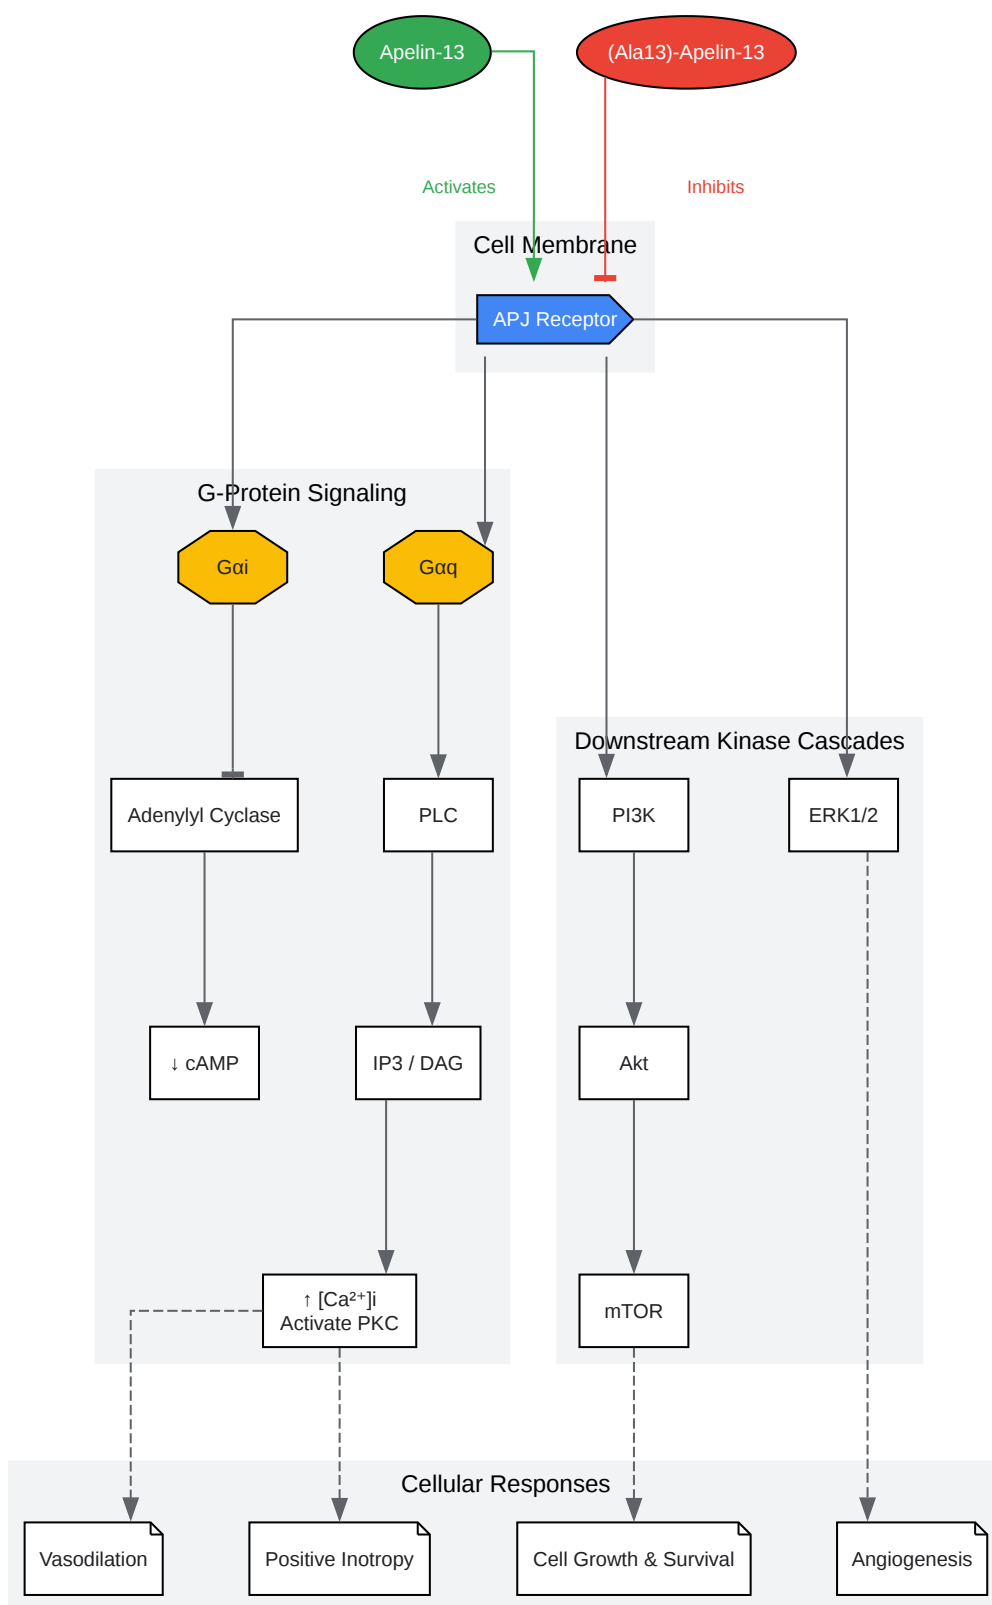 Apelin-13
(Ala13)-Apelin-13
Activates
Inhibits
Cell Membrane
APJ Receptor
G-Protein Signaling
Gαi
Gαq
Downstream Kinase Cascades
Adenylyl Cyclase
PLC
PI3K
ERK1/2
↓ cAMP
IP3 / DAG
Akt
↑ [Ca²⁺]i
Activate PKC
mTOR
Cellular Responses
Vasodilation
Positive Inotropy
Cell Growth & Survival
Angiogenesis